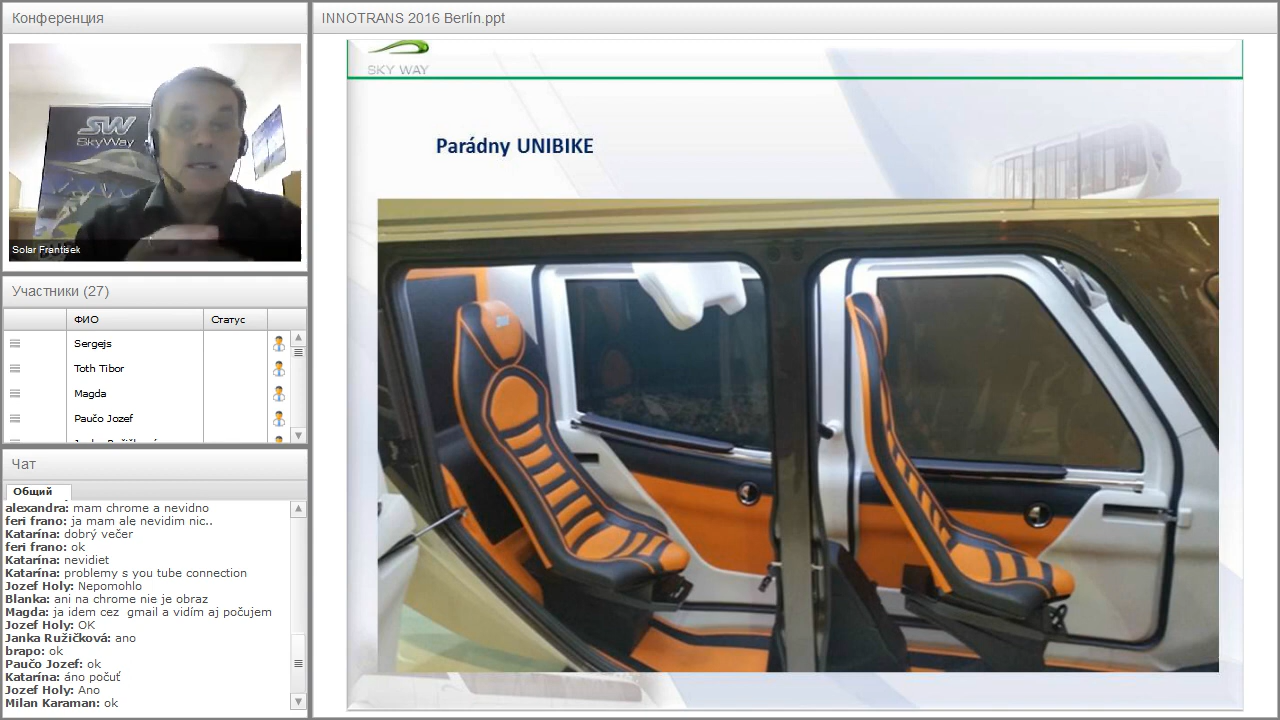 Конференция
SW
SkyWay
Solar Frantisek
Участники (27)
ФИО Статус
Sergejs
Toth Tibor
Magda
Paučo Jozef
Чат
Общий
alexandra: mam chrome a nevidno
feri frano: ja mam ale nevidim nic..
Katarína: dobrý večer
feri frano: ok
Katarína: nevidiet
Katarína: problemy s you tube connection
Jozef Holy: Nepomohlo
Blanka: ani na chrome nie je obraz
Magda: ja idem cez gmail a vidím aj počujem
Jozef Holy: OK
Janka Ružičková: ano
brapo: ok
Paučo Jozef: ok
Katarína: áno počuť
Jozef Holy: Ano
Milan Karaman: ok
INNOTRANS 2016 Berlín.ppt
SKY WAY
Parádny UNIBIKE